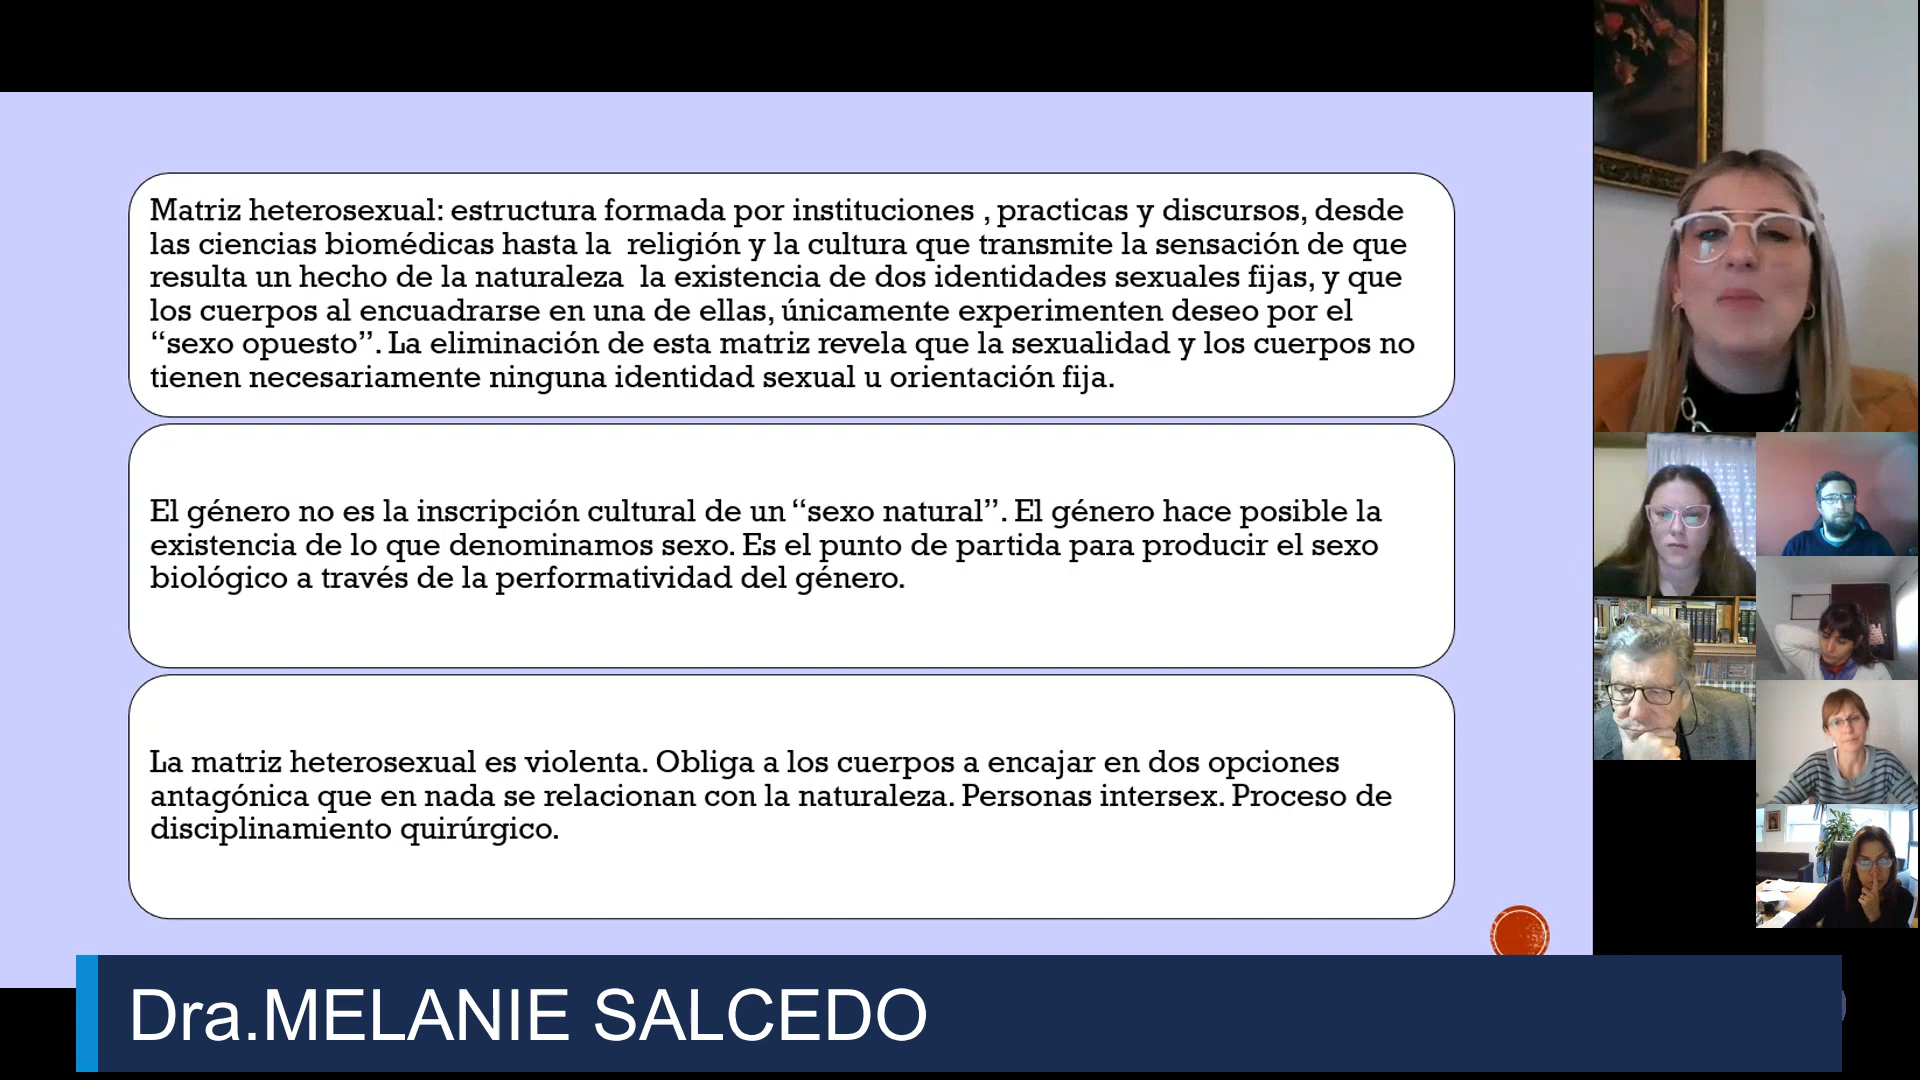 Matriz heterosexual: estructura formada por instituciones , practicas y discursos, desde
las ciencias biomédicas hasta la  religión y la cultura que transmite la sensación de que
resulta un hecho de la naturaleza  la existencia de dos identidades sexuales fijas, y que
los cuerpos al encuadrarse en una de ellas, únicamente experimenten deseo por el
“sexo opuesto”. La eliminación de esta matriz revela que la sexualidad y los cuerpos no
tienen necesariamente ninguna identidad sexual u orientación fija.
El género no es la inscripción cultural de un “sexo natural”. El género hace posible la
existencia de lo que denominamos sexo. Es el punto de partida para producir el sexo
biológico a través de la performatividad del género.
La matriz heterosexual es violenta. Obliga a los cuerpos a encajar en dos opciones
antagónica que en nada se relacionan con la naturaleza. Personas intersex. Proceso de
disciplinamiento quirúrgico.
Dra.MELANIE SALCEDO